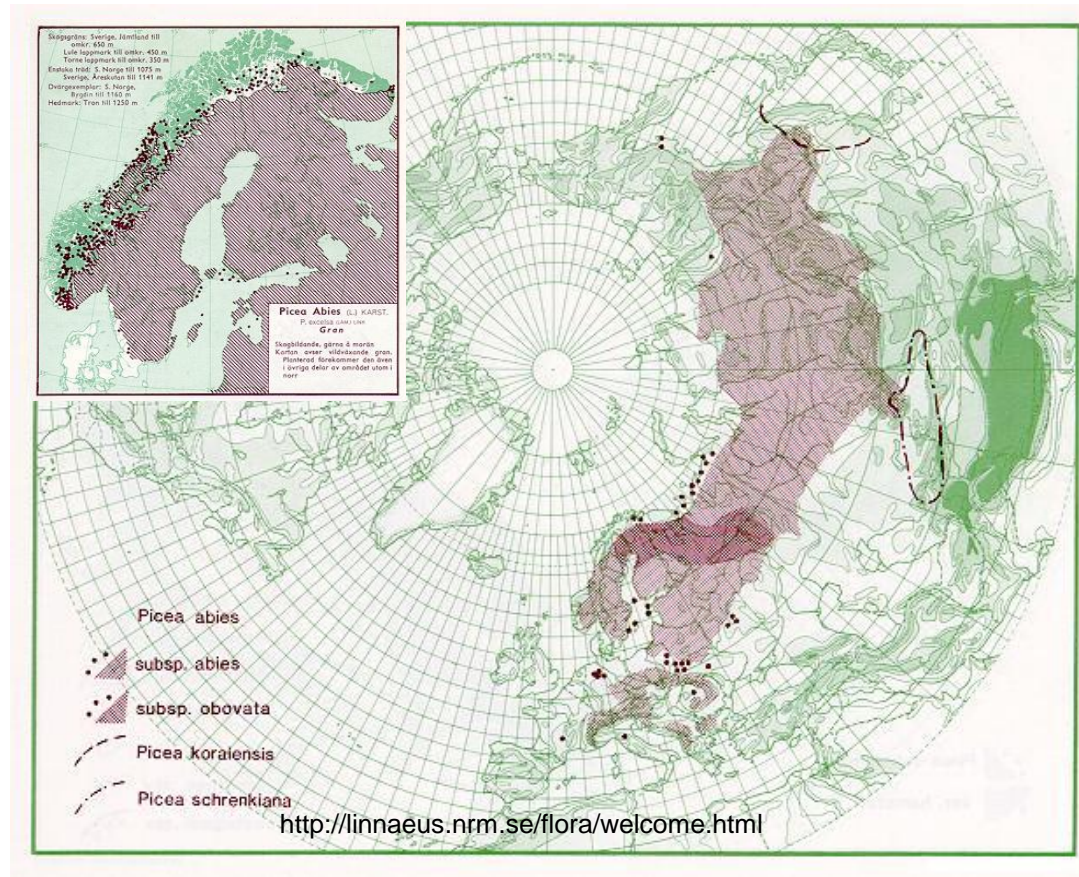 Skogsgräns: Sverige, Jämtland till
omkr. 650 m
Lule lappmark till omkr. 450 m
Torne lappmark till omkr. 350 m
Enstaka träd: S. Norge till 1075 m
Sverige, Åreskutan till 1141 m
Dvärgexemplar: S. Norge,
Bygdin till 1160 m
Hedmark: Tron till 1250 m
Picea Abies (L.) KARST.
P. excelsa (LAM.) LINK
Gran
Skogbildande, gärna å morän
Kartan avser vildväxande gran.
Planterad förekommer den även
i övriga delar av området utom i
norr
Picea abies
subsp. abies
subsp. obovata
Picea koraiensis
Picea schrenkiana
http://linnaeus.nrm.se/flora/welcome.html